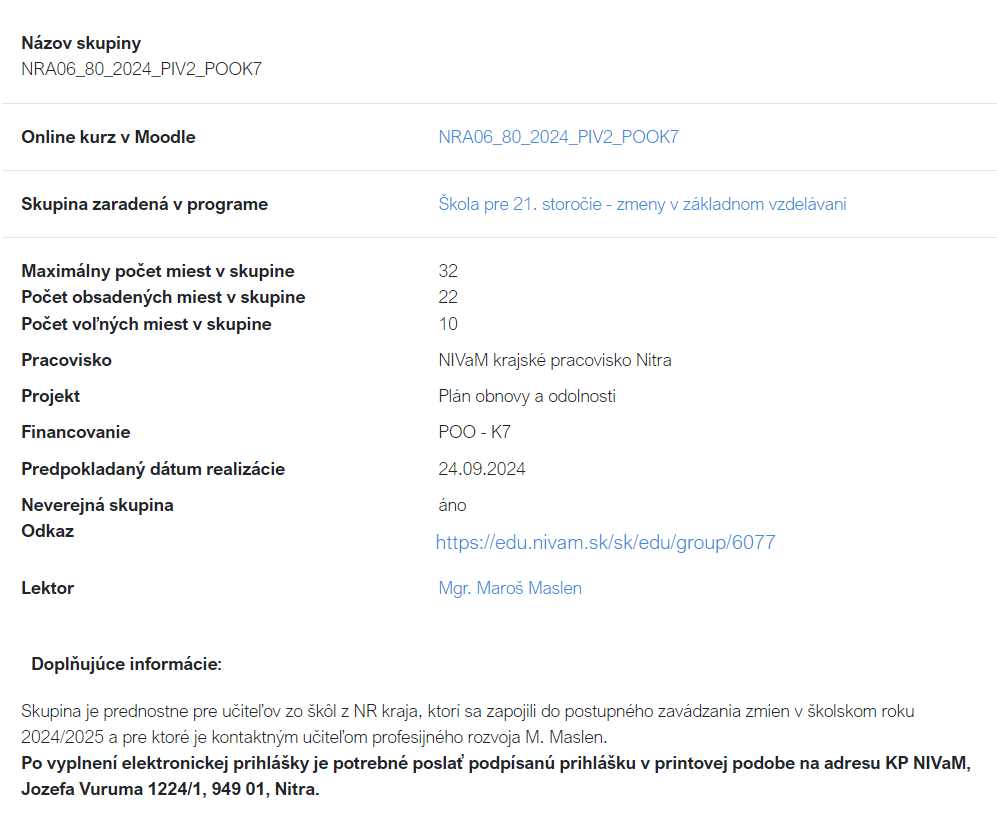 Názov skupiny
NRA06_80_2024_PIV2_POOK7
Online kurz v Moodle NRA06_80_2024_PIV2_POOK7
Skupina zaradená v programe Škola pre 21. storočie - zmeny v základnom vzdelávaní
Maximálny počet miest v skupine 32
Počet obsadených miest v skupine 22
Počet voľných miest v skupine 10
Pracovisko NIVaM krajské pracovisko Nitra
Projekt Plán obnovy a odolnosti
Financovanie POO - K7
Predpokladaný dátum realizácie 24.09.2024
Neverejná skupina áno
Odkaz https://edu.nivam.sk/sk/edu/group/6077
Lektor Mgr. Maroš Maslen
Doplňujúce informácie:
Skupina je prednostne pre učiteľov zo škôl z NR kraja, ktorí sa zapojili do postupného zavádzania zmien v školskom roku
2024/2025 a pre ktoré je kontaktným učiteľom profesijného rozvoja M. Maslen.
Po vyplnení elektronickej prihlášky je potrebné poslať podpísanú prihlášku v printovej podobe na adresu KP NIVaM,
Jozefa Vuruma 1224/1, 949 01, Nitra.